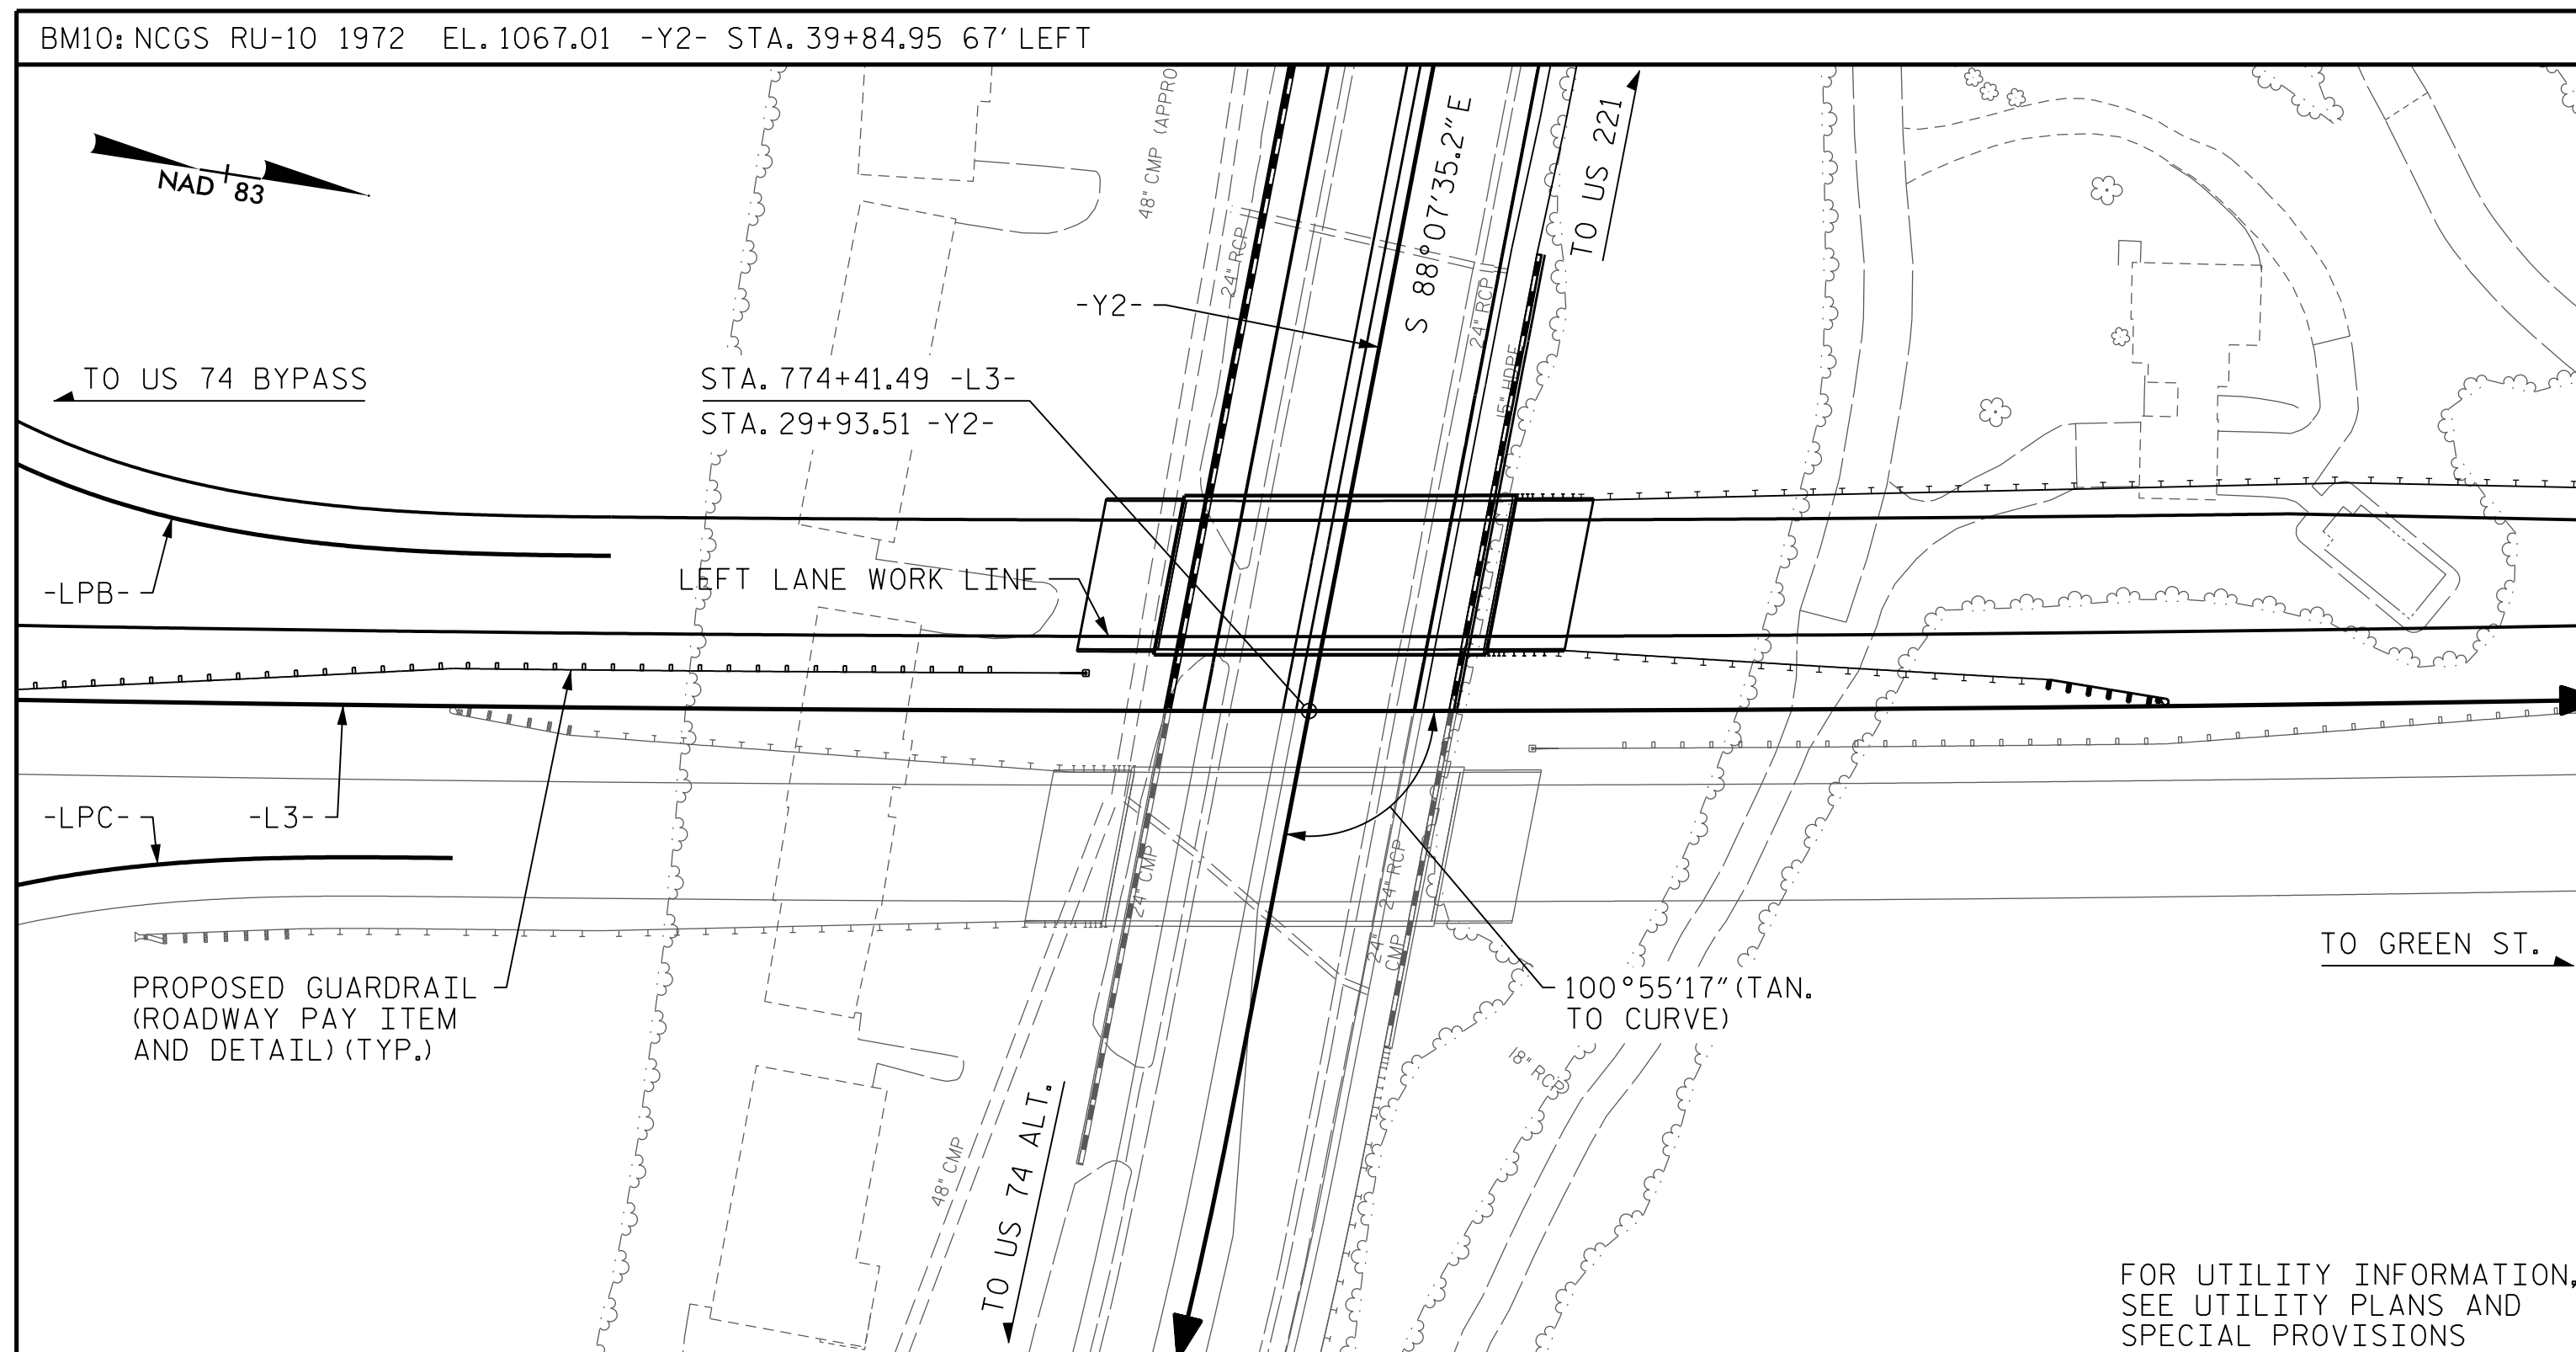 BM10: NCGS RU-10 1972 EL. 1067.01 -Y2- STA. 39+84.95 67' LEFT
NAD 83
48" CMP (APPRO
24" RCP
S 88°07'35.2"E
TO US 221
24" RCP
15" HDPE
-Y2-
TO US 74 BYPASS
STA. 774+41.49 -L3-
STA. 29+93.51 -Y2-
LEFT LANE WORK LINE
-LPB-
-LPC-
-L3-
24" CMP
24" RCP
24"
CMP
TO GREEN ST.
PROPOSED GUARDRAIL
(ROADWAY PAY ITEM
AND DETAIL) (TYP.)
100°55'17" (TAN.
TO CURVE)
18" RCP
48" CMP
TO US 74 ALT.
FOR UTILITY INFORMATION,
SEE UTILITY PLANS AND
SPECIAL PROVISIONS